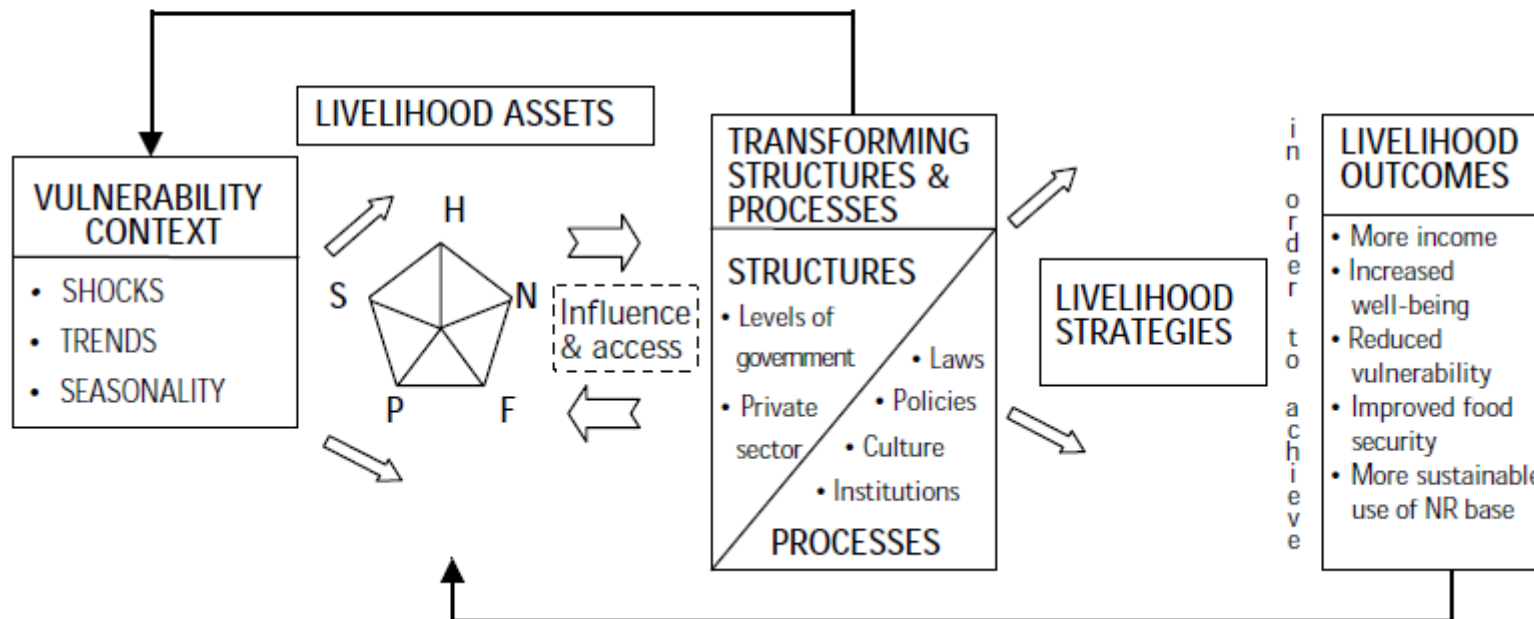 LIVELIHOOD ASSETS
VULNERABILITY
CONTEXT
• SHOCKS
• TRENDS
• SEASONALITY
H
S
N
P
F
Influence
& access
TRANSFORMING
STRUCTURES &
PROCESSES
STRUCTURES
• Levels of
government
• Private
sector
• Laws
• Policies
• Culture
• Institutions
PROCESSES
LIVELIHOOD
STRATEGIES
in order to achieve
LIVELIHOOD
OUTCOMES
• More income
• Increased
well-being
• Reduced
vulnerability
• Improved food
security
• More sustainable
use of NR base